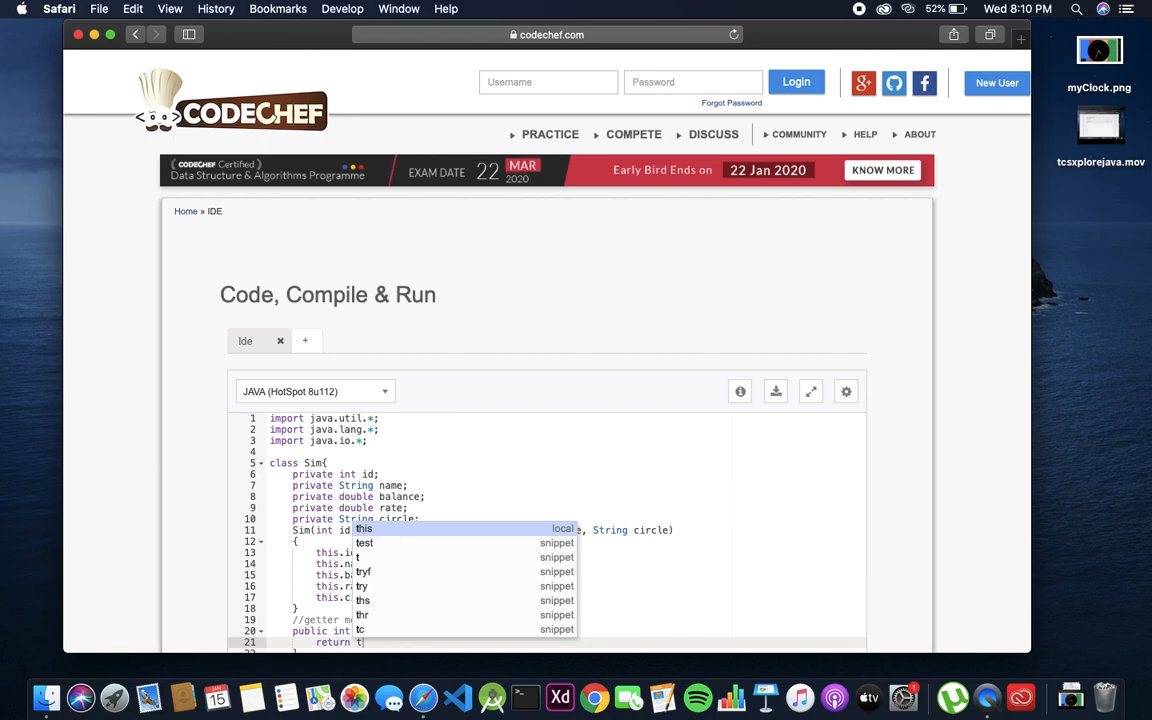 Safari File Edit View History Bookmarks Develop Window Help 52% Wed 8:10 PM
codechef.com
myClock.png
tcsxplorejava.mov
CODECHEF
Username Password Login New User
Forgot Password
PRACTICE COMPETE DISCUSS COMMUNITY HELP ABOUT
CODECHEF Certified
Data Structure & Algorithms Programme EXAM DATE 22 MAR 2020 Early Bird Ends on 22 Jan 2020 KNOW MORE
Home » IDE
Code, Compile & Run
Ide +
JAVA (HotSpot 8u112)
1 import java.util.*;
2 import java.lang.*;
3 import java.io.*;
4
5 class Sim{
6 private int id;
7 private String name;
8 private double balance;
9 private double rate;
10 private String circle;
11 Sim(int id e, String circle)
12 {
13 this.i
14 this.na
15 this.ba
16 this.ra
17 this.c
18 }
19 //getter m
20 public int
21 return t
this local
test snippet
t snippet
tryf snippet
try snippet
ths snippet
thr snippet
tc snippet
15
Xd
tv
1